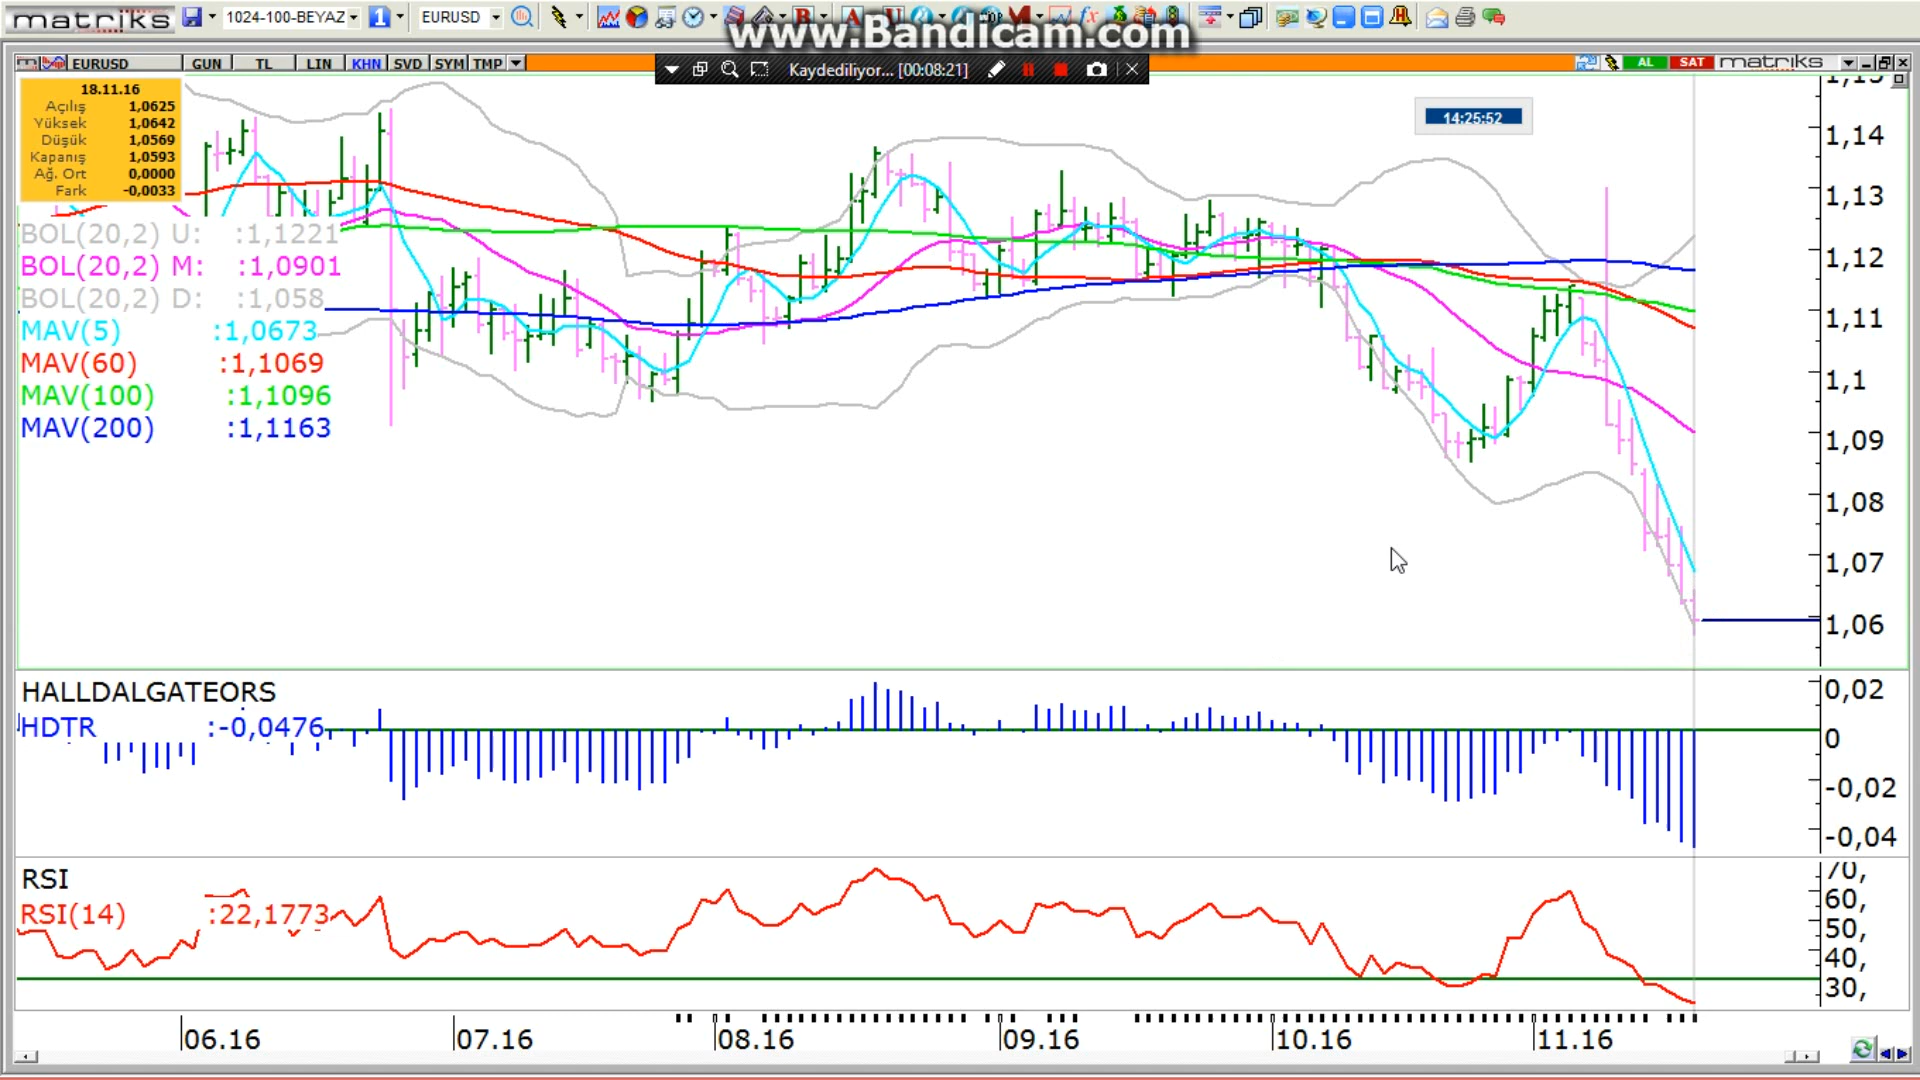 matriks
1024-100-BEYAZ
1
EURUSD
www.Bandicam.com
EURUSD
GUN
TL
LIN
KHN
SVD
SYM
TMP
Kaydediliyor... [00:08:21]
AL
SAT
matriks
18.11.16
Açılış 1,0625
Yüksek 1,0642
Düşük 1,0569
Kapanış 1,0593
Ağ. Ort 0,0000
Fark -0,0033
14:25:52
BOL(20,2) U: :1,1221
BOL(20,2) M: :1,0901
BOL(20,2) D: :1,058
MAV(5) :1,0673
MAV(60) :1,1069
MAV(100) :1,1096
MAV(200) :1,1163
1,14
1,13
1,12
1,11
1,1
1,09
1,08
1,07
1,06
HALLDALGATEORS
HDTR :-0,0476
0,02
0
-0,02
-0,04
RSI
RSI(14) :22,1773
70,
60,
50,
40,
30,
06.16
07.16
08.16
09.16
10.16
11.16